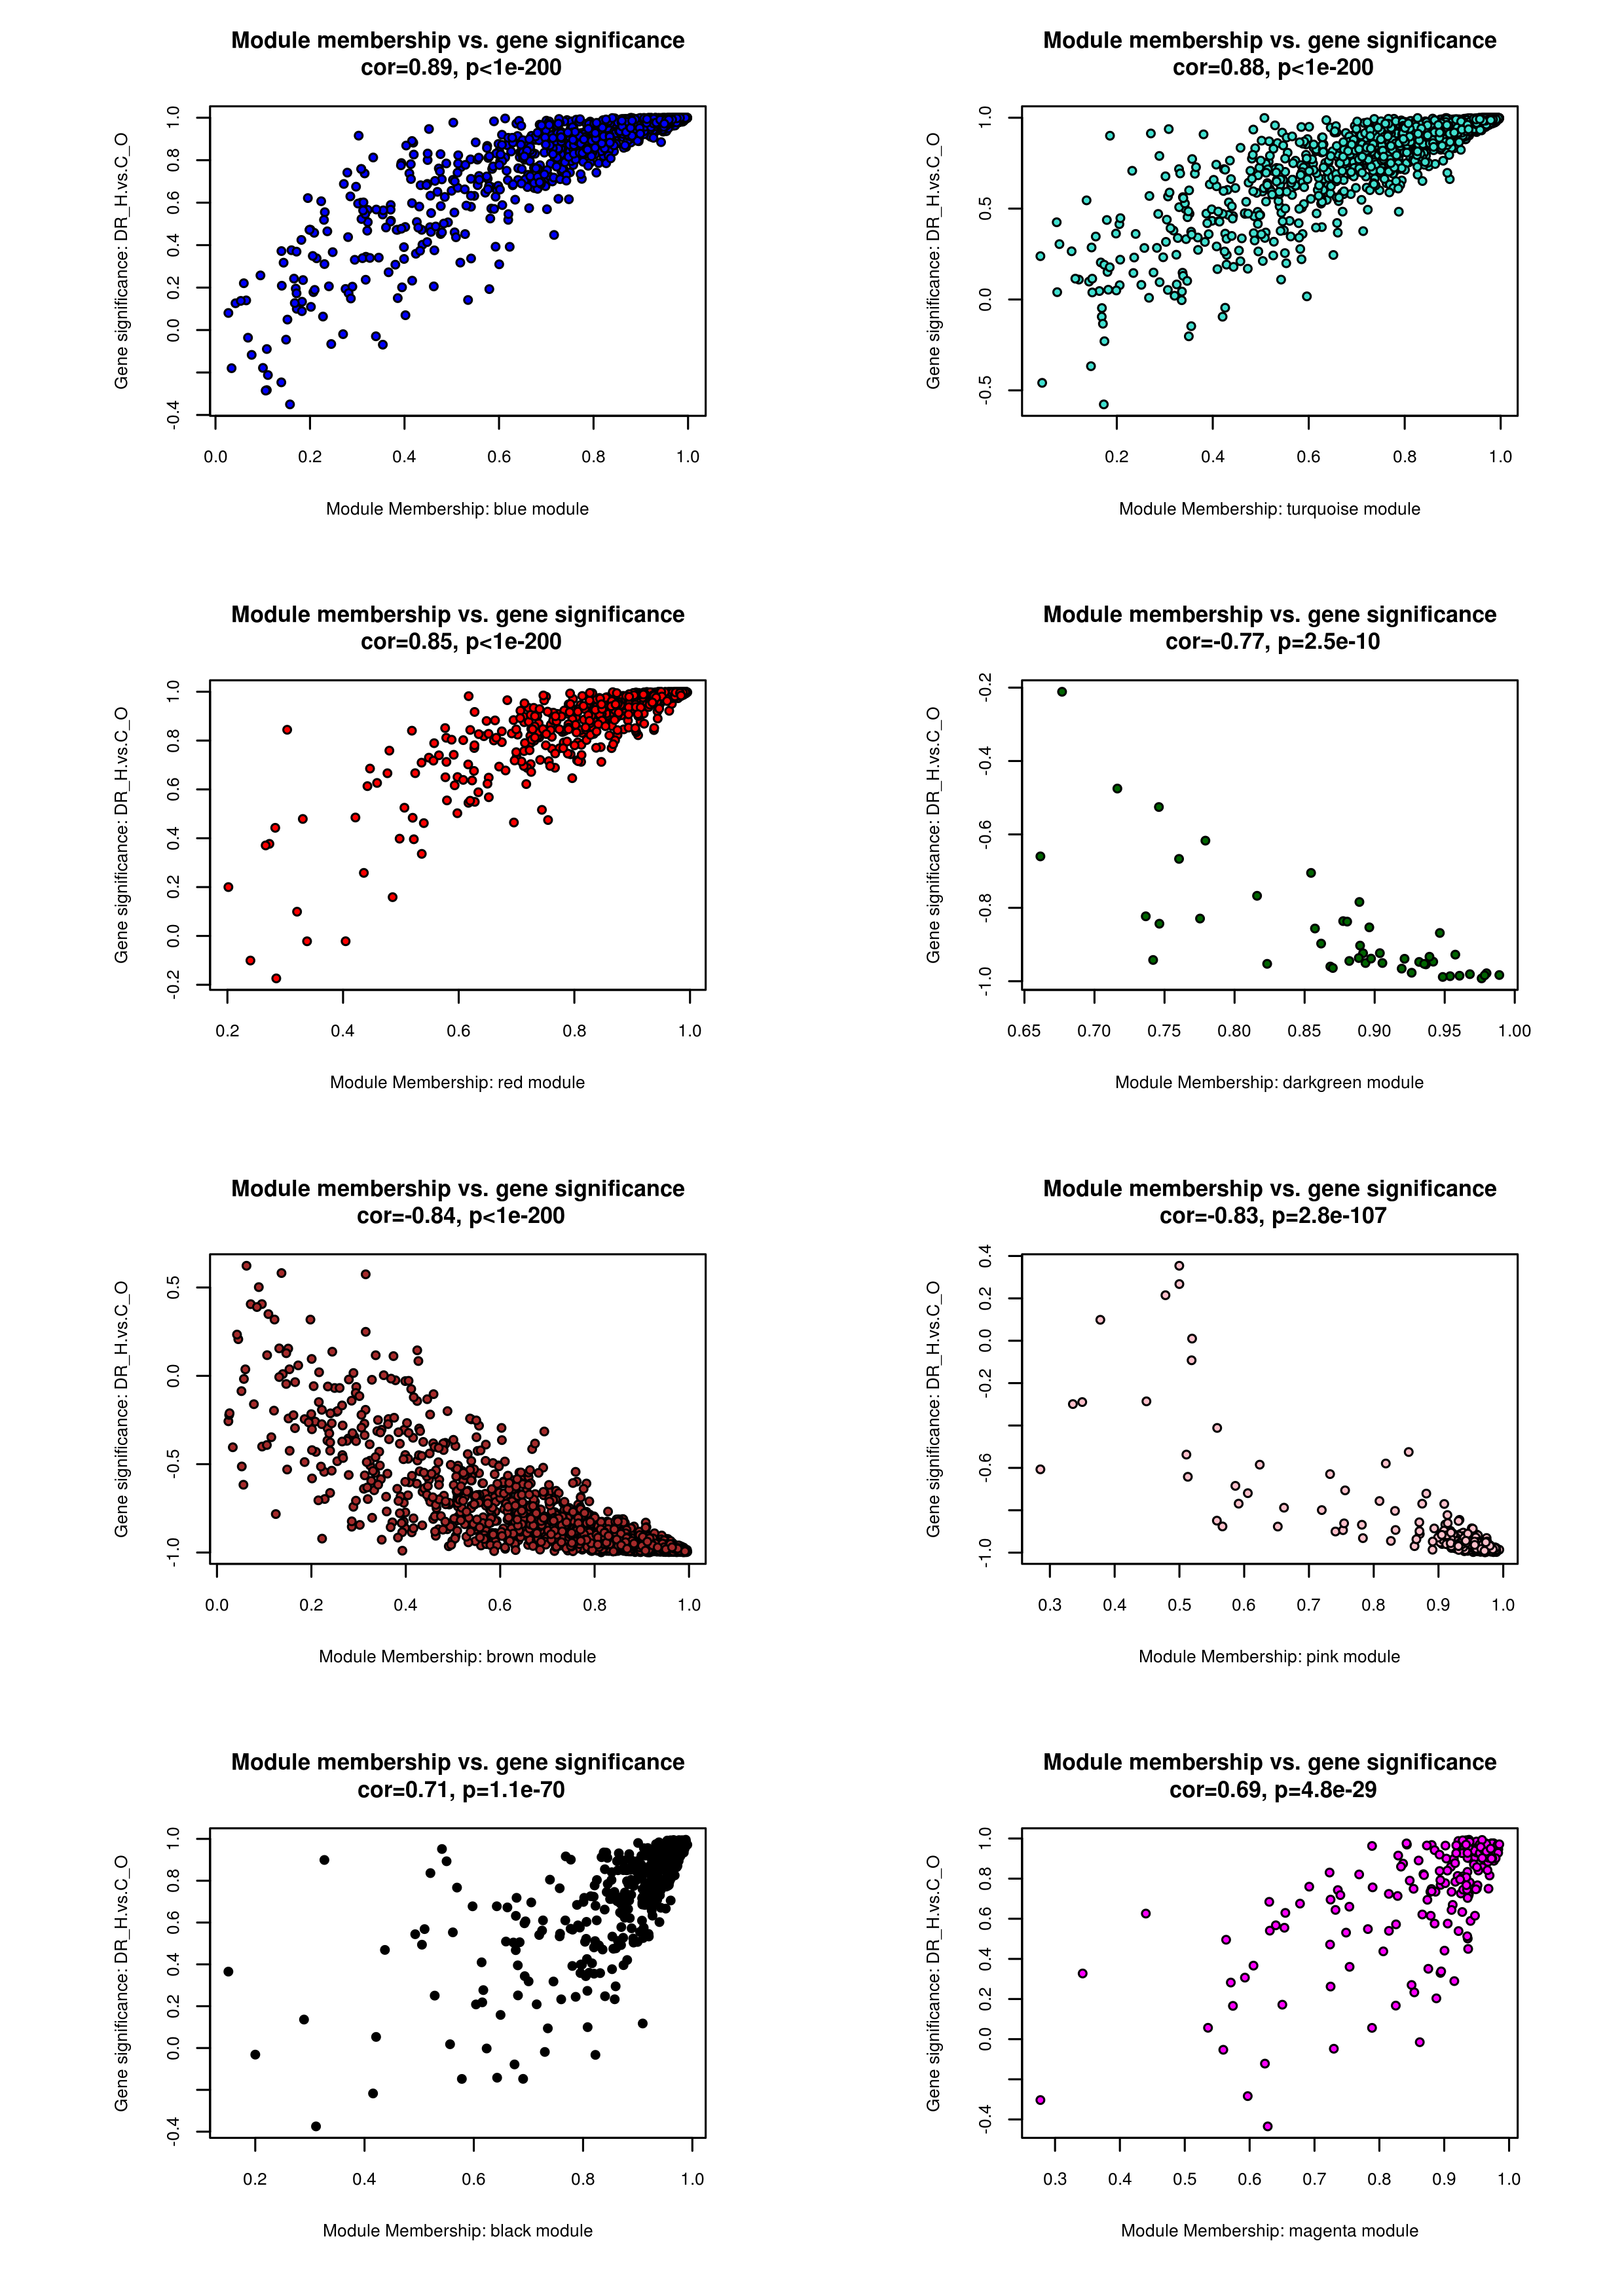 Module membership vs. gene significance
cor=0.89, p<1e-200
Gene significance: DR_H.vs.C_O
1.0
0.8
0.6
0.4
0.2
0.0
-0.4
0.0 0.2 0.4 0.6 0.8 1.0
Module Membership: blue module
Module membership vs. gene significance
cor=0.88, p<1e-200
Gene significance: DR_H.vs.C_O
1.0
0.5
0.0
-0.5
0.2 0.4 0.6 0.8 1.0
Module Membership: turquoise module
Module membership vs. gene significance
cor=0.85, p<1e-200
Gene significance: DR_H.vs.C_O
1.0
0.8
0.6
0.4
0.2
0.0
-0.2
0.2 0.4 0.6 0.8 1.0
Module Membership: red module
Module membership vs. gene significance
cor=-0.77, p=2.5e-10
Gene significance: DR_H.vs.C_O
-0.2
-0.4
-0.6
-0.8
-1.0
0.65 0.70 0.75 0.80 0.85 0.90 0.95 1.00
Module Membership: darkgreen module
Module membership vs. gene significance
cor=-0.84, p<1e-200
Gene significance: DR_H.vs.C_O
0.5
0.0
-0.5
-1.0
0.0 0.2 0.4 0.6 0.8 1.0
Module Membership: brown module
Module membership vs. gene significance
cor=-0.83, p=2.8e-107
Gene significance: DR_H.vs.C_O
0.4
0.2
0.0
-0.2
-0.6
-1.0
0.3 0.4 0.5 0.6 0.7 0.8 0.9 1.0
Module Membership: pink module
Module membership vs. gene significance
cor=0.71, p=1.1e-70
Gene significance: DR_H.vs.C_O
1.0
0.8
0.6
0.4
0.2
0.0
-0.4
0.2 0.4 0.6 0.8 1.0
Module Membership: black module
Module membership vs. gene significance
cor=0.69, p=4.8e-29
Gene significance: DR_H.vs.C_O
1.0
0.8
0.6
0.4
0.2
0.0
-0.4
0.3 0.4 0.5 0.6 0.7 0.8 0.9 1.0
Module Membership: magenta module